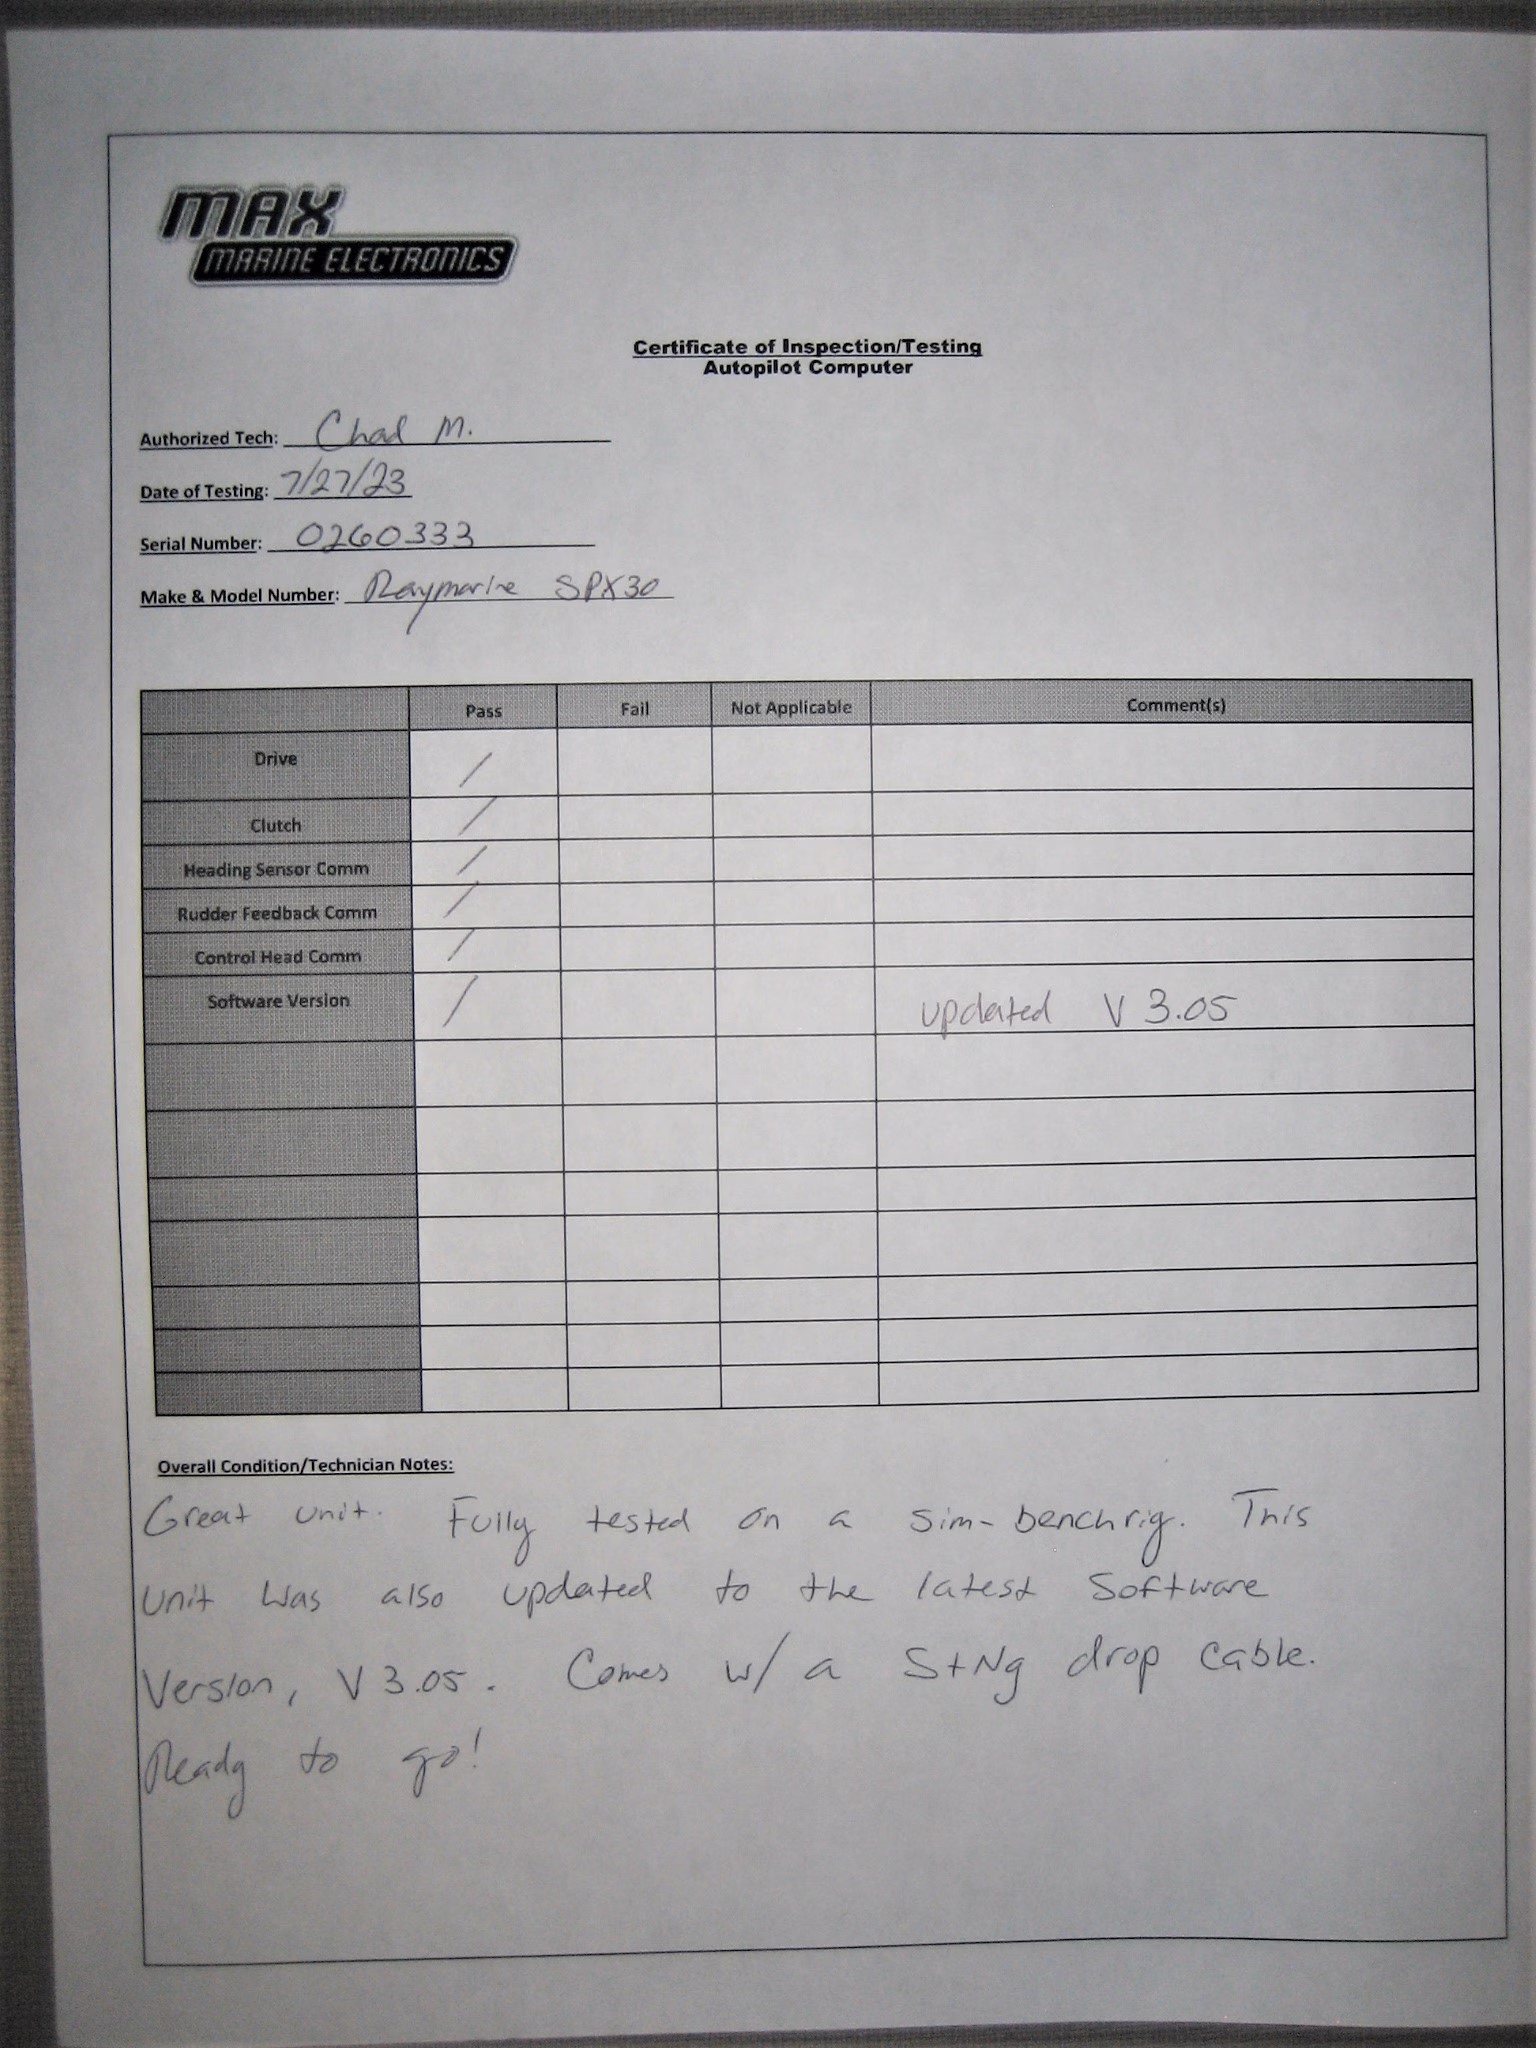 MAX
MARINE ELECTRONICS
Certificate of Inspection/Testing
Autopilot Computer
Authorized Tech: Chad M.
Date of Testing: 7/27/23
Serial Number: 0260333
Make & Model Number: Raymarine SPX30
Pass Fail Not Applicable Comment(s)
Drive /
Clutch /
Heading Sensor Comm /
Rudder Feedback Comm /
Control Head Comm /
Software Version / updated V 3.05
Overall Condition/Technician Notes:
Great unit. Fully tested on a sim-benchrig. This
unit was also updated to the latest Software
Version, V 3.05. Comes w/ a STNg drop cable.
Ready to go!